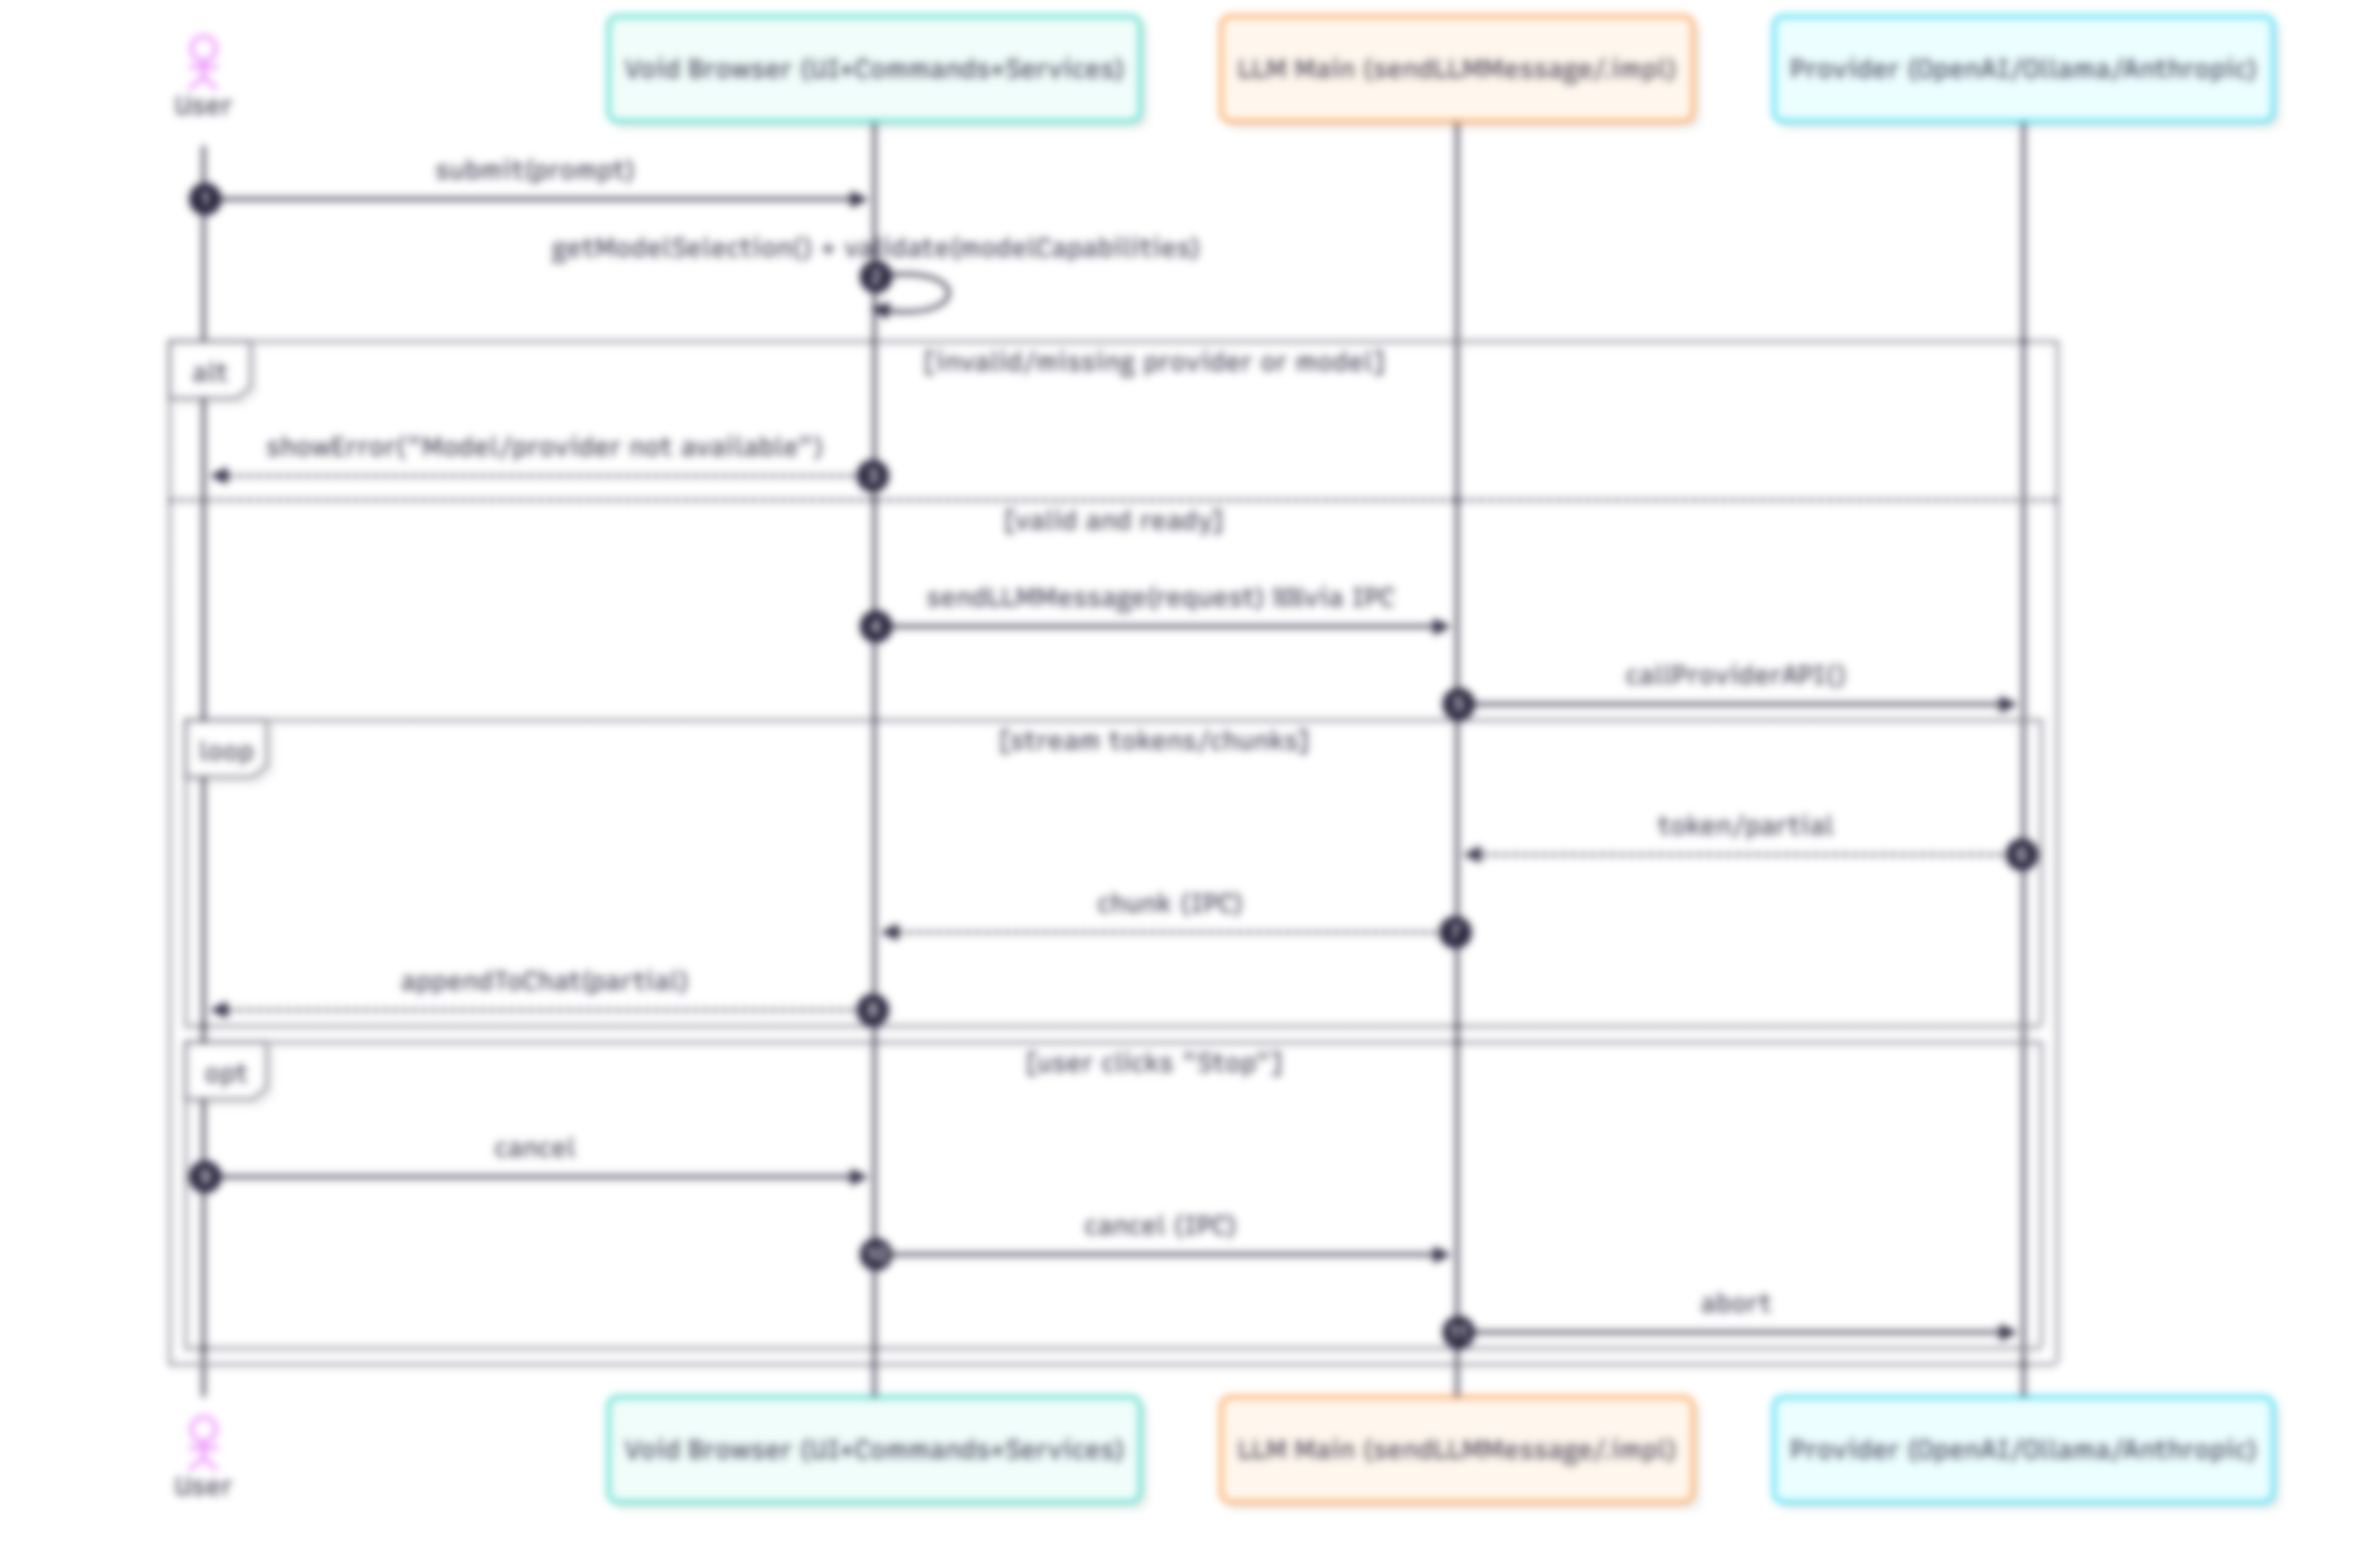 User
Void Browser (UI+Commands+Services)
LLM Main (sendLLMMessage/.impl)
Provider (OpenAI/Ollama/Anthropic)
submit(prompt)
getModelSelection() + validate(modelCapabilities)
alt
[invalid/missing provider or model]
showError("Model/provider not available")
[valid and ready]
sendLLMMessage(request) via IPC
callProviderAPI()
loop
[stream tokens/chunks]
token/partial
chunk (IPC)
appendToChat(partial)
opt
[user clicks "Stop"]
cancel
cancel (IPC)
abort
User
Void Browser (UI+Commands+Services)
LLM Main (sendLLMMessage/.impl)
Provider (OpenAI/Ollama/Anthropic)